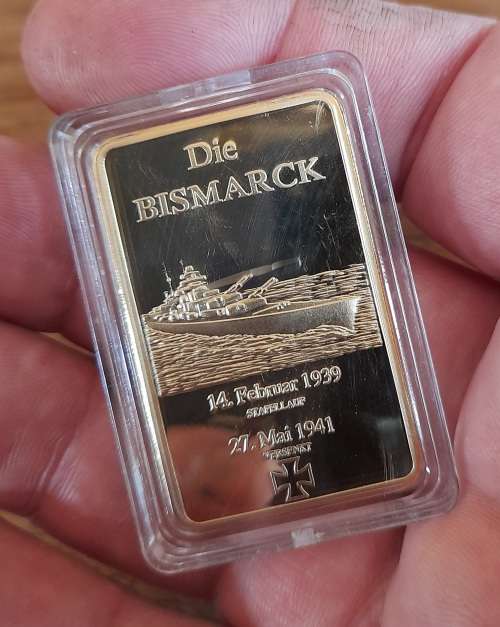 Die
BISMARCK
14. Februar 1939
STAPELLAUF
27. Mai 1941
VERSENKT